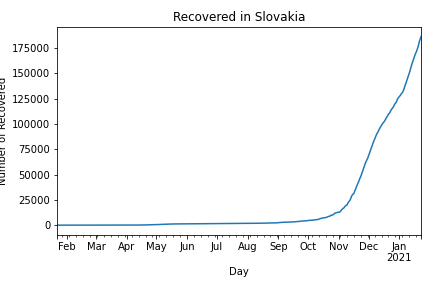 Recovered in Slovakia
Number of Recovered
175000
150000
125000
100000
75000
50000
25000
0
Feb Mar Apr May Jun Jul Aug Sep Oct Nov Dec Jan
2021
Day